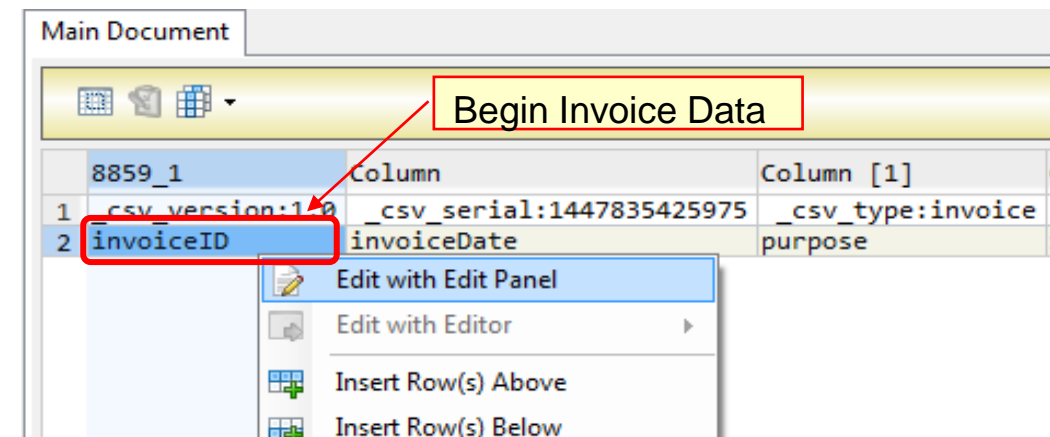 Main Document
Begin Invoice Data
8859_1 Column Column [1]
1 _csv_version:1.0 _csv_serial:1447835425975 _csv_type:invoice
2 invoiceID invoiceDate purpose
Edit with Edit Panel
Edit with Editor
Insert Row(s) Above
Insert Row(s) Below